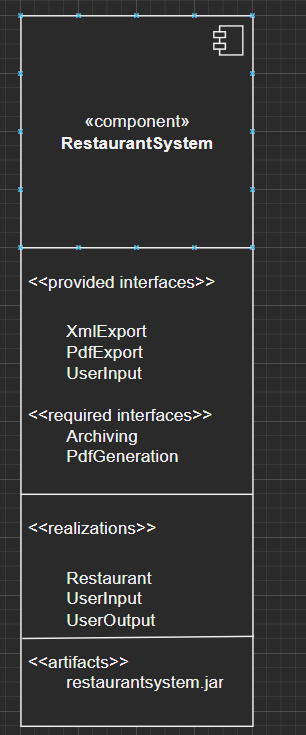 «component»
RestaurantSystem
<<provided interfaces>>
XmlExport
PdfExport
UserInput
<<required interfaces>>
Archiving
PdfGeneration
<<realizations>>
Restaurant
UserInput
UserOutput
<<artifacts>>
restaurantsystem.jar